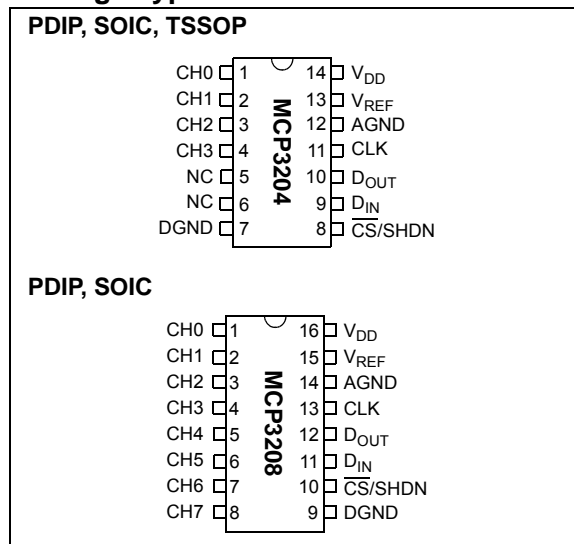 PDIP, SOIC, TSSOP
CH0 1 14 VDD
CH1 2 13 VREF
CH2 3 12 AGND
CH3 4 11 CLK
NC 5 10 DOUT
NC 6 9 DIN
DGND 7 8 CS/SHDN
MCP3204
PDIP, SOIC
CH0 1 16 VDD
CH1 2 15 VREF
CH2 3 14 AGND
CH3 4 13 CLK
CH4 5 12 DOUT
CH5 6 11 DIN
CH6 7 10 CS/SHDN
CH7 8 9 DGND
MCP3208